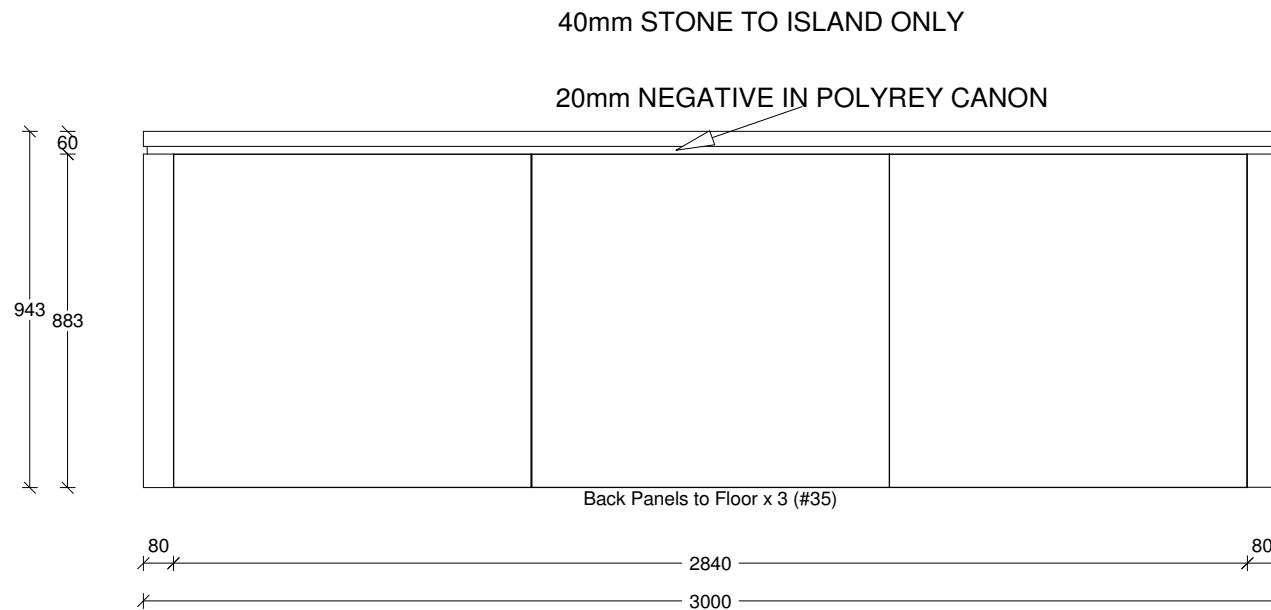 40mm STONE TO ISLAND ONLY
20mm NEGATIVE IN POLYREY CANON
60
943
883
Back Panels to Floor x 3 (#35)
80
80
2840
3000